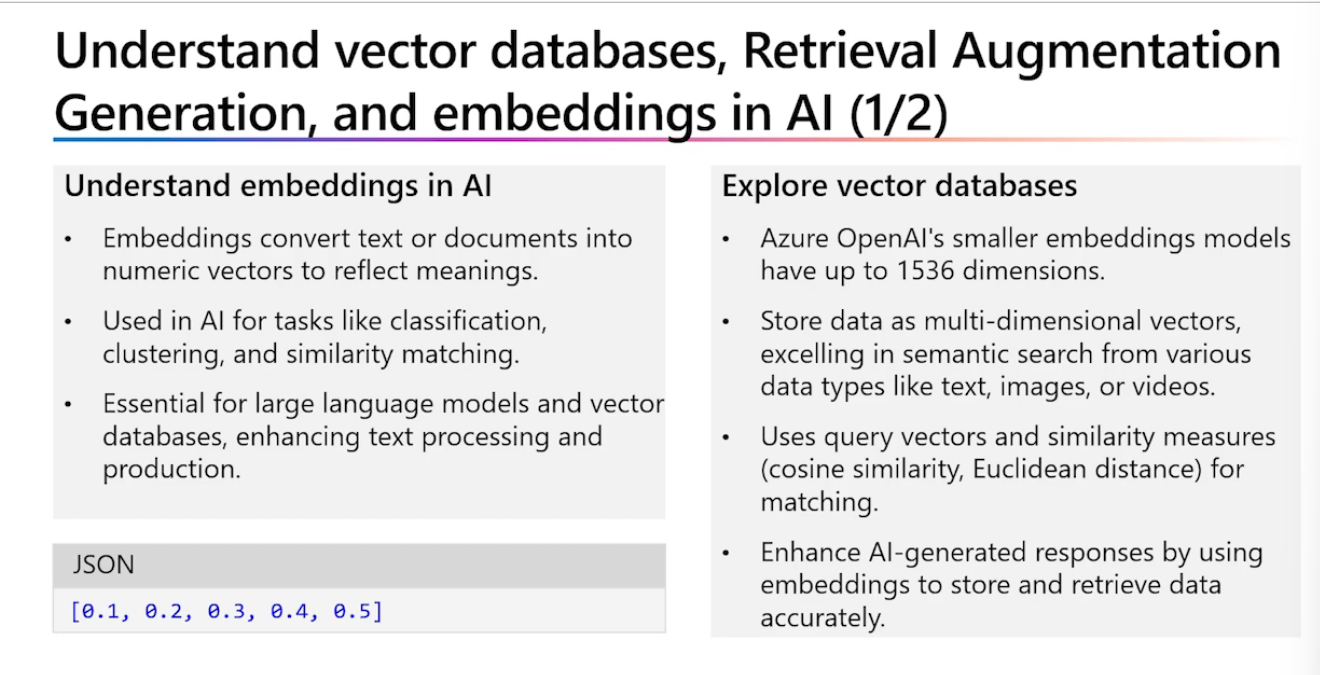 Understand vector databases, Retrieval Augmentation
Generation, and embeddings in AI (1/2)
Understand embeddings in AI
• Embeddings convert text or documents into
numeric vectors to reflect meanings.
• Used in AI for tasks like classification,
clustering, and similarity matching.
• Essential for large language models and vector
databases, enhancing text processing and
production.
JSON
[0.1, 0.2, 0.3, 0.4, 0.5]
Explore vector databases
• Azure OpenAI's smaller embeddings models
have up to 1536 dimensions.
• Store data as multi-dimensional vectors,
excelling in semantic search from various
data types like text, images, or videos.
• Uses query vectors and similarity measures
(cosine similarity, Euclidean distance) for
matching.
• Enhance AI-generated responses by using
embeddings to store and retrieve data
accurately.